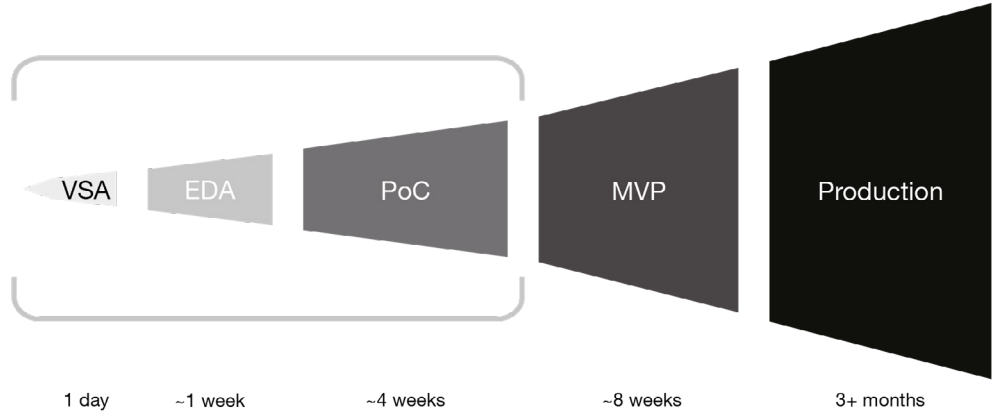 VSA EDA PoC MVP Production
1 day ~1 week ~4 weeks ~8 weeks 3+ months